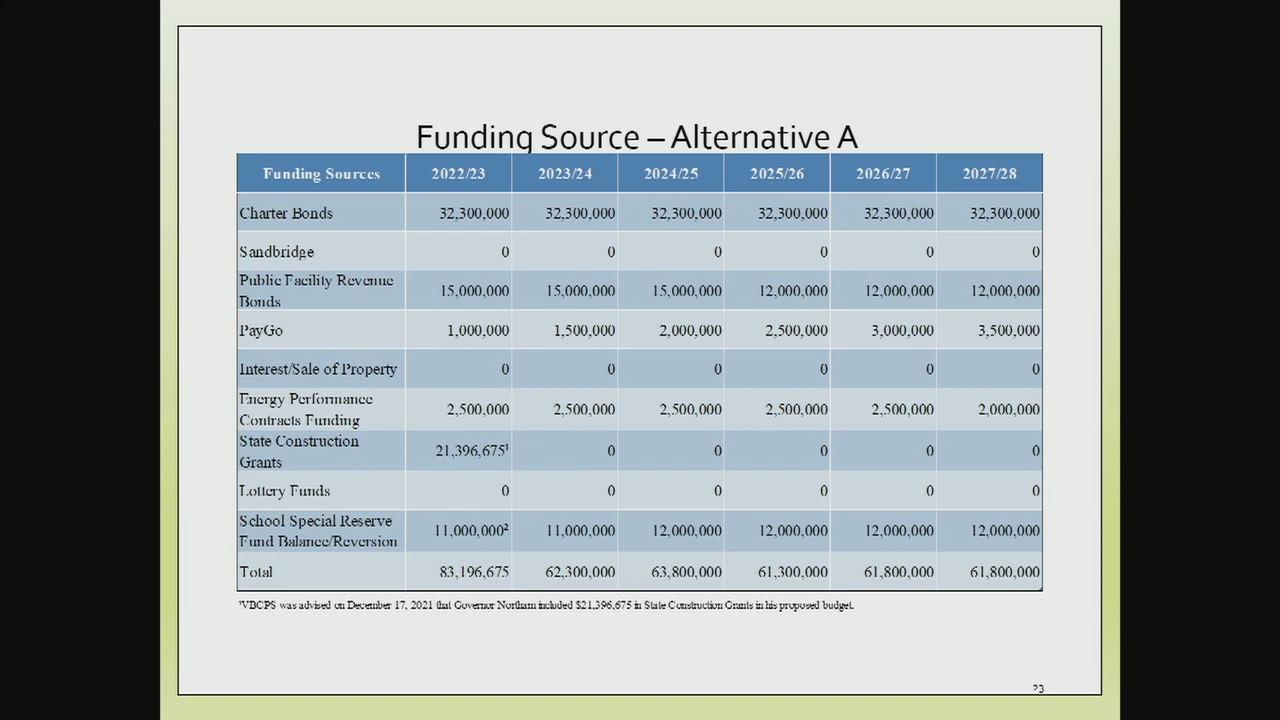 Funding Source – Alternative A
Funding Sources 2022/23 2023/24 2024/25 2025/26 2026/27 2027/28
Charter Bonds 32,300,000 32,300,000 32,300,000 32,300,000 32,300,000 32,300,000
Sandbridge 0 0 0 0 0 0
Public Facility Revenue
Bonds 15,000,000 15,000,000 15,000,000 12,000,000 12,000,000 12,000,000
PayGo 1,000,000 1,500,000 2,000,000 2,500,000 3,000,000 3,500,000
Interest/Sale of Property 0 0 0 0 0 0
Energy Performance
Contracts Funding 2,500,000 2,500,000 2,500,000 2,500,000 2,500,000 2,000,000
State Construction
Grants 21,396,675¹ 0 0 0 0 0
Lottery Funds 0 0 0 0 0 0
School Special Reserve
Fund Balance/Reversion 11,000,000² 11,000,000 12,000,000 12,000,000 12,000,000 12,000,000
Total 83,196,675 62,300,000 63,800,000 61,300,000 61,800,000 61,800,000
¹VBCPS was advised on December 17, 2021 that Governor Northam included $21,396,675 in State Construction Grants in his proposed budget.
23